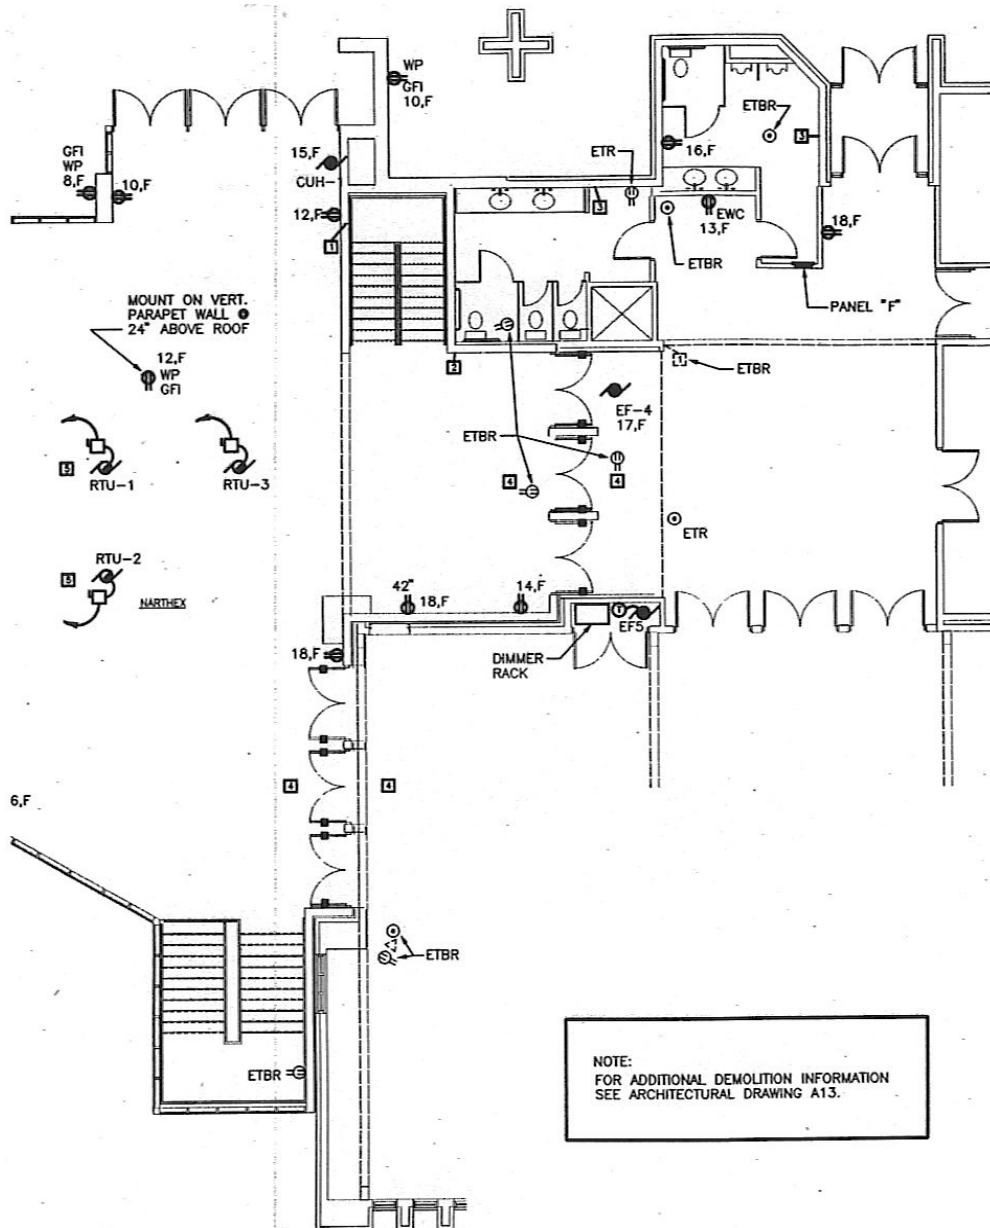 WP
GFI
10,F
GFI
WP
8,F
10,F
15,F
CUH-1
12,F
1
ETR
3
16,F
ETBR
3
EWC
13,F
ETBR
18,F
PANEL "F"
MOUNT ON VERT.
PARAPET WALL @
24" ABOVE ROOF
12,F
WP
GFI
2
1
ETBR
EF-4
17,F
ETBR
4
4
5
RTU-1
RTU-3
ETR
RTU-2
5
NARTHEX
42"
18,F
14,F
T
EF5
18,F
DIMMER
RACK
4
4
6,F
ETBR
ETBR
NOTE:
FOR ADDITIONAL DEMOLITION INFORMATION
SEE ARCHITECTURAL DRAWING A13.